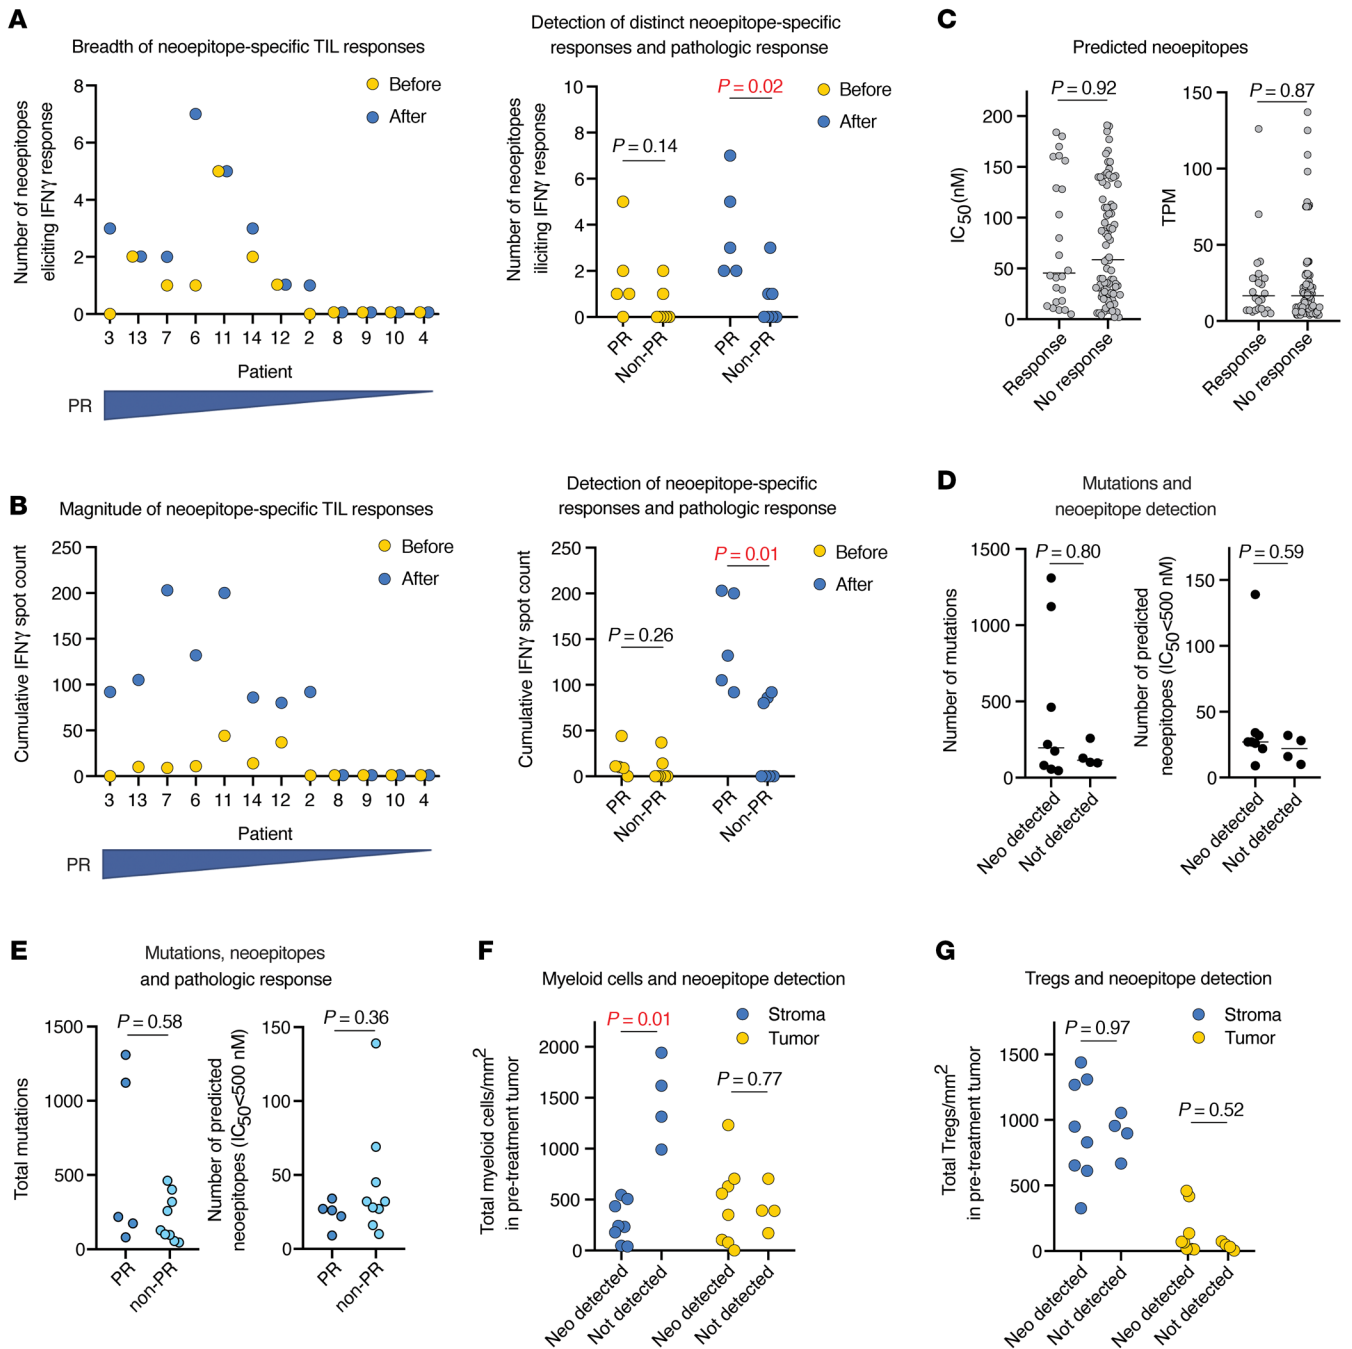 A
Breadth of neoepitope-specific TIL responses
Number of neoepitopes
eliciting IFNγ response
8
6
4
2
0
Before
After
3 13 7 6 11 14 12 2 8 9 10 4
Patient
PR
Detection of distinct neoepitope-specific
responses and pathologic response
Number of neoepitopes
iliciting IFNγ response
10
8
6
4
2
0
P = 0.14
P = 0.02
Before
After
PR
Non-PR
PR
Non-PR
C
Predicted neoepitopes
IC50(nM)
200
150
100
50
0
P = 0.92
Response
No response
TPM
150
100
50
0
P = 0.87
Response
No response
B
Magnitude of neoepitope-specific TIL responses
Cumulative IFNγ spot count
250
200
150
100
50
0
Before
After
3 13 7 6 11 14 12 2 8 9 10 4
Patient
PR
Detection of neoepitope-specific
responses and pathologic response
Cumulative IFNγ spot count
250
200
150
100
50
0
P = 0.26
P = 0.01
Before
After
PR
Non-PR
PR
Non-PR
D
Mutations and
neoepitope detection
Number of mutations
1500
1000
500
0
P = 0.80
Neo detected
Not detected
Number of predicted
neoepitopes (IC50<500 nM)
150
100
50
0
P = 0.59
Neo detected
Not detected
E
Mutations, neoepitopes
and pathologic response
Total mutations
1500
1000
500
0
P = 0.58
PR
non-PR
Number of predicted
neoepitopes (IC50<500 nM)
150
100
50
0
P = 0.36
PR
non-PR
F
Myeloid cells and neoepitope detection
Total myeloid cells/mm2
in pre-treatment tumor
2000
1500
1000
500
0
P = 0.01
P = 0.77
Stroma
Tumor
Neo detected
Not detected
Neo detected
Not detected
G
Tregs and neoepitope detection
Total Tregs/mm2
in pre-treatment tumor
1500
1000
500
0
P = 0.97
P = 0.52
Stroma
Tumor
Neo detected
Not detected
Neo detected
Not detected